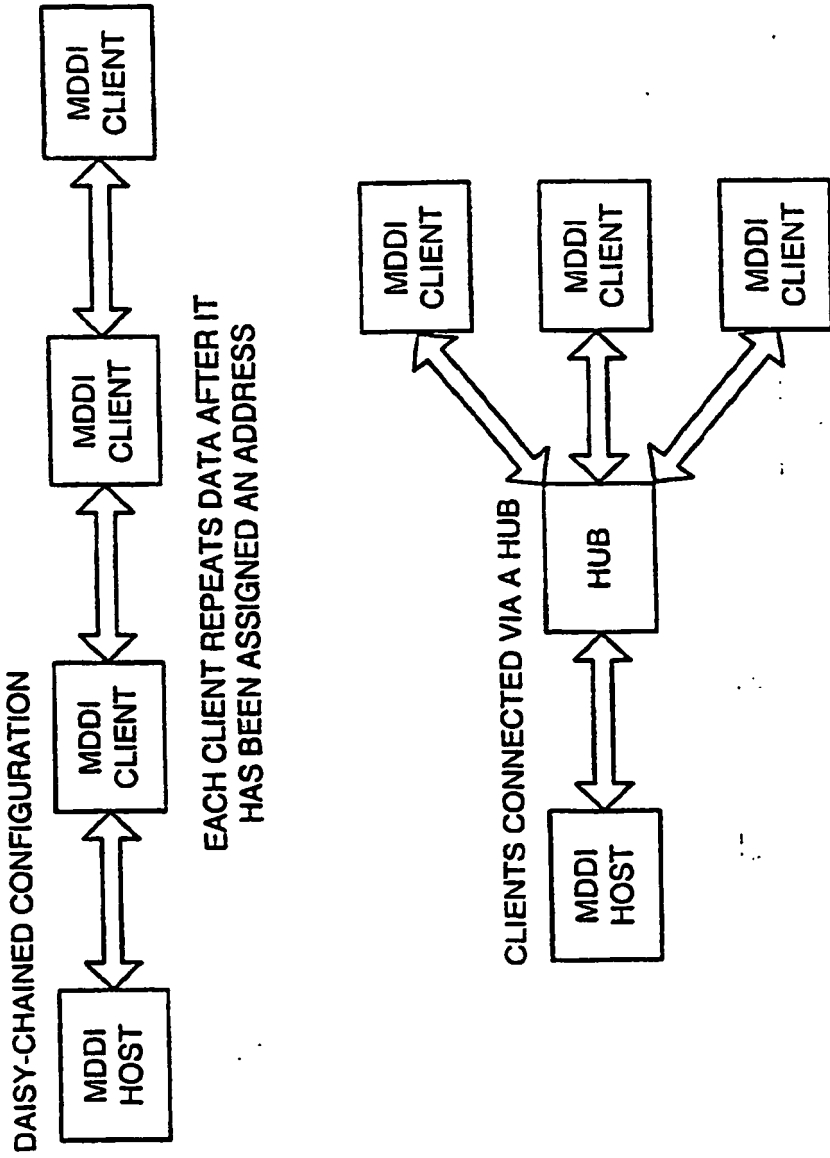 DAISY-CHAINED CONFIGURATION
MDDI
HOST
MDDI
CLIENT
MDDI
CLIENT
MDDI
CLIENT
EACH CLIENT REPEATS DATA AFTER IT
HAS BEEN ASSIGNED AN ADDRESS
CLIENTS CONNECTED VIA A HUB
MDDI
HOST
HUB
MDDI
CLIENT
MDDI
CLIENT
MDDI
CLIENT